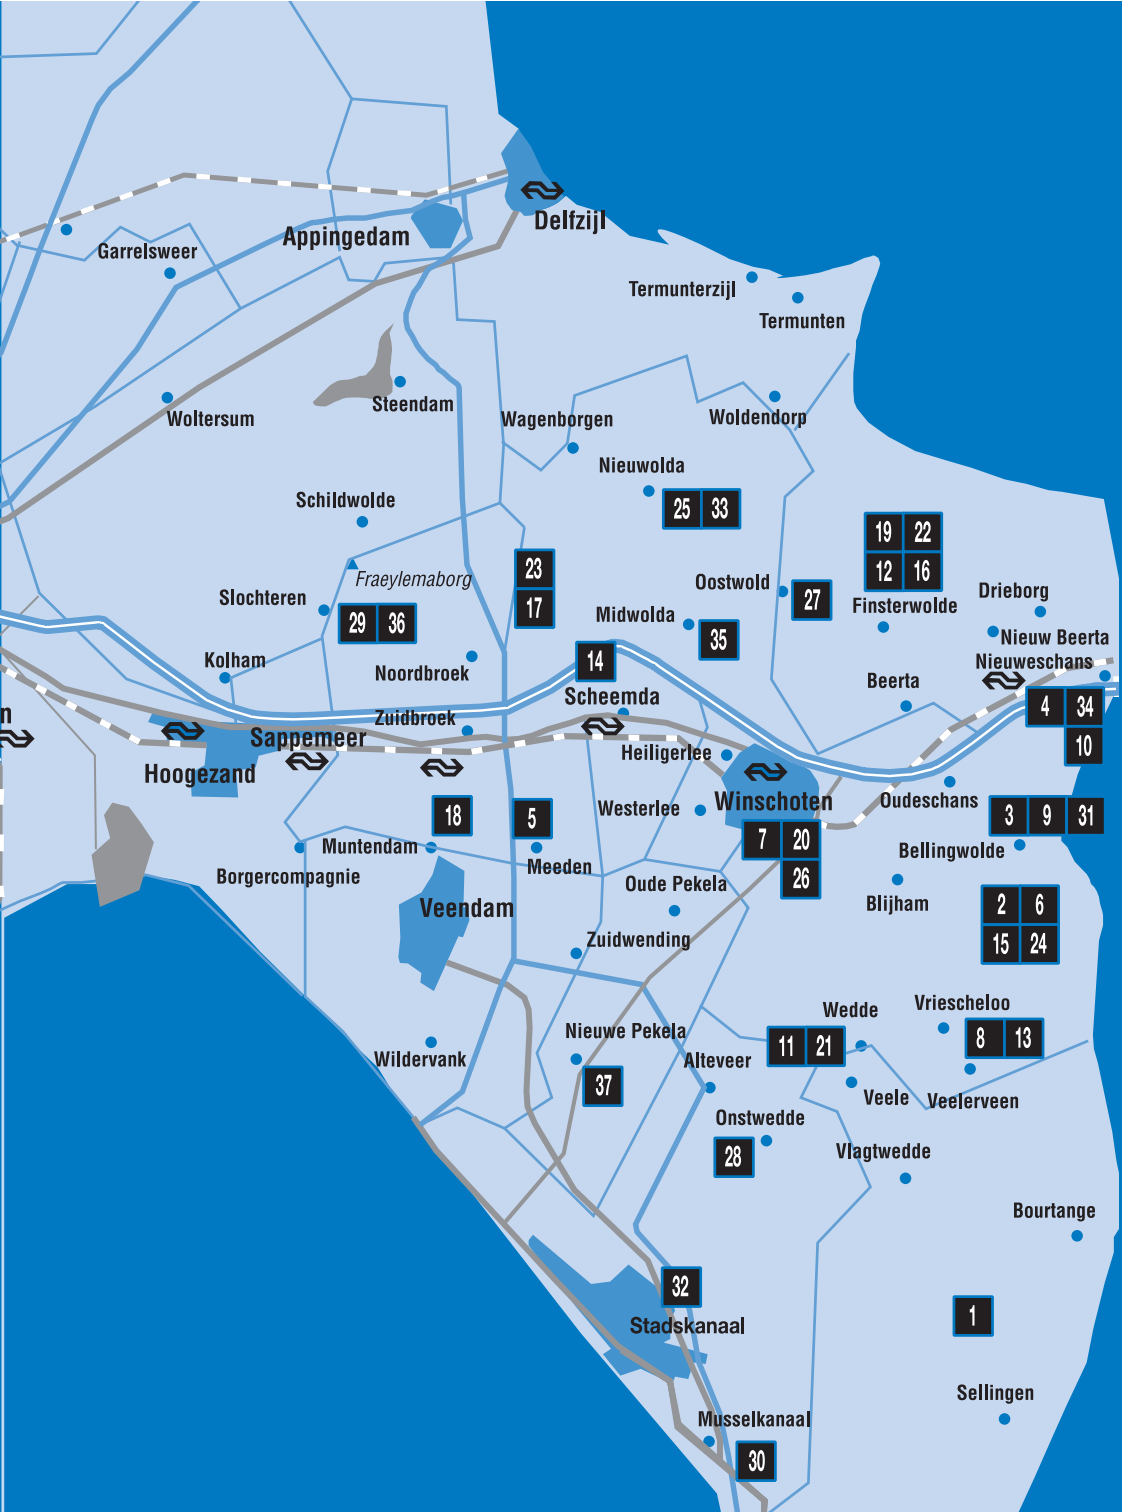 Delfzijl
Appingedam
Garrelsweer
Termunterzijl
Termunten
Steendam
Woltersum
Wagenborgen
Woldendorp
Nieuwolda
25 33
Schildwolde
19 22
12 16
Finsterwolde
Fraeylemaborg
23
17
Oostwold
27
Drieborg
Slochteren
29 36
Midwolda
35
Nieuw Beerta
Nieuweschans
Kolham
Noordbroek
14
Scheemda
Beerta
4 34
10
n
Zuidbroek
Sappemeer
Hoogezand
Heiligerlee
Winschoten
7 20
26
Oudeschans
Westerlee
3 9 31
Bellingwolde
18
5
Muntendam
Meeden
Borgercompagnie
Oude Pekela
Blijham
2 6
15 24
Veendam
Zuidwending
Wedde
11 21
Vriescheloo
8 13
Nieuwe Pekela
37
Wildervank
Alteveer
Veele
Veelerveen
Onstwedde
28
Vlagtwedde
Bourtange
32
Stadskanaal
1
Sellingen
Musselkanaal
30